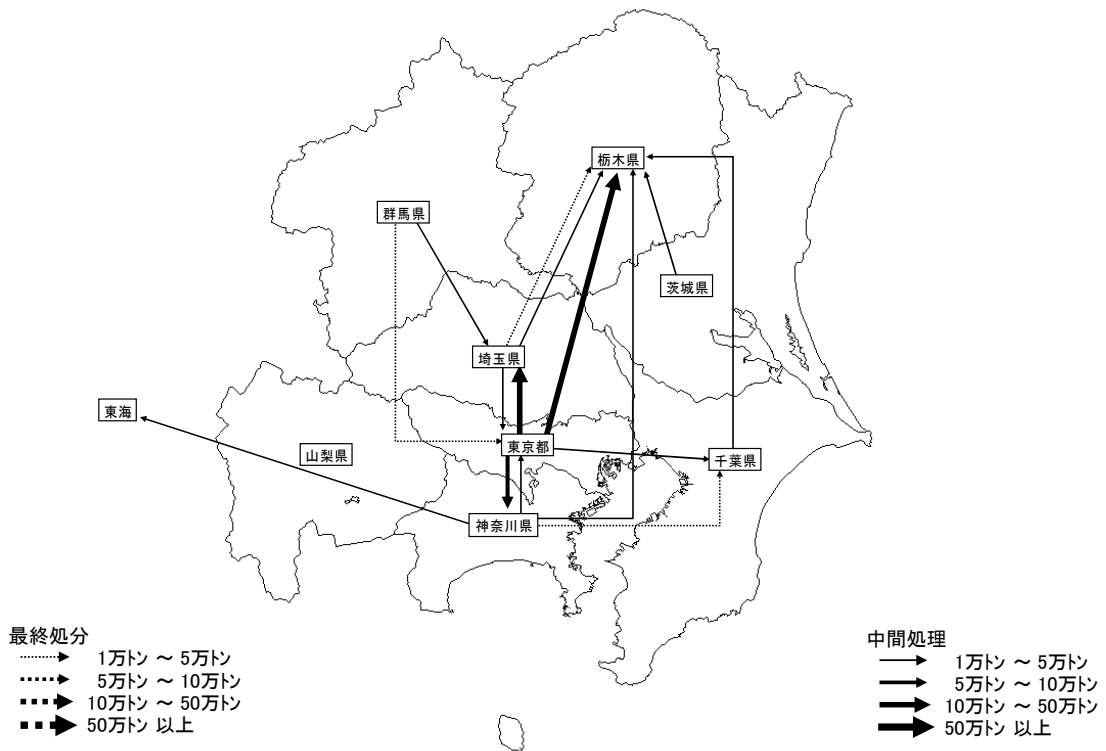 栃木県
群馬県
茨城県
埼玉県
東海
東京都
山梨県
千葉県
神奈川県
最終処分
1万ﾄﾝ ～ 5万ﾄﾝ
5万ﾄﾝ ～ 10万ﾄﾝ
10万ﾄﾝ ～ 50万ﾄﾝ
50万ﾄﾝ 以上
中間処理
1万ﾄﾝ ～ 5万ﾄﾝ
5万ﾄﾝ ～ 10万ﾄﾝ
10万ﾄﾝ ～ 50万ﾄﾝ
50万ﾄﾝ 以上